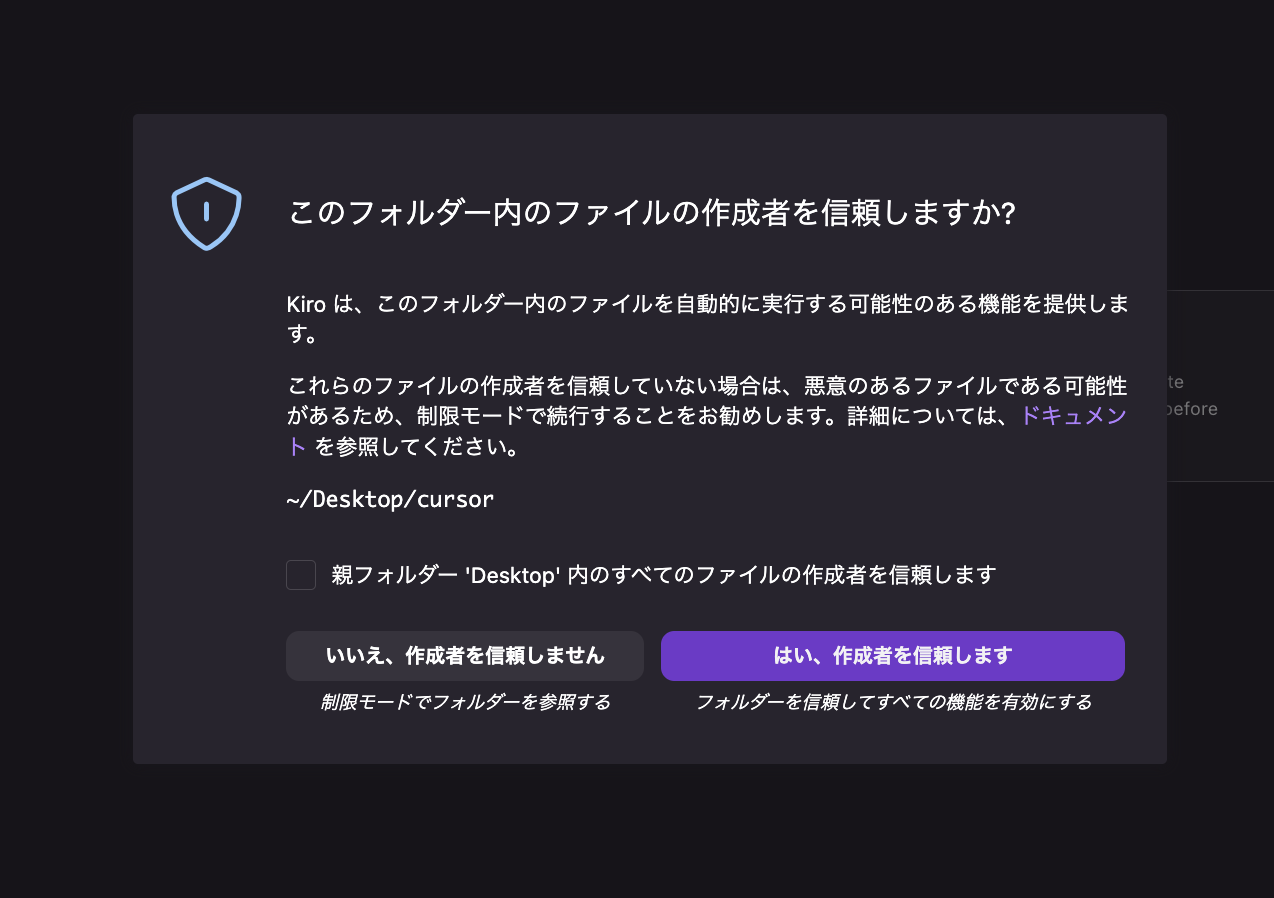 このフォルダー内のファイルの作成者を信頼しますか?
Kiro は、このフォルダー内のファイルを自動的に実行する可能性のある機能を提供しま
す。
これらのファイルの作成者を信頼していない場合は、悪意のあるファイルである可能性
があるため、制限モードで続行することをお勧めします。詳細については、ドキュメン
ト を参照してください。
~/Desktop/cursor
親フォルダー 'Desktop' 内のすべてのファイルの作成者を信頼します
いいえ、作成者を信頼しません
はい、作成者を信頼します
制限モードでフォルダーを参照する
フォルダーを信頼してすべての機能を有効にする
te
before